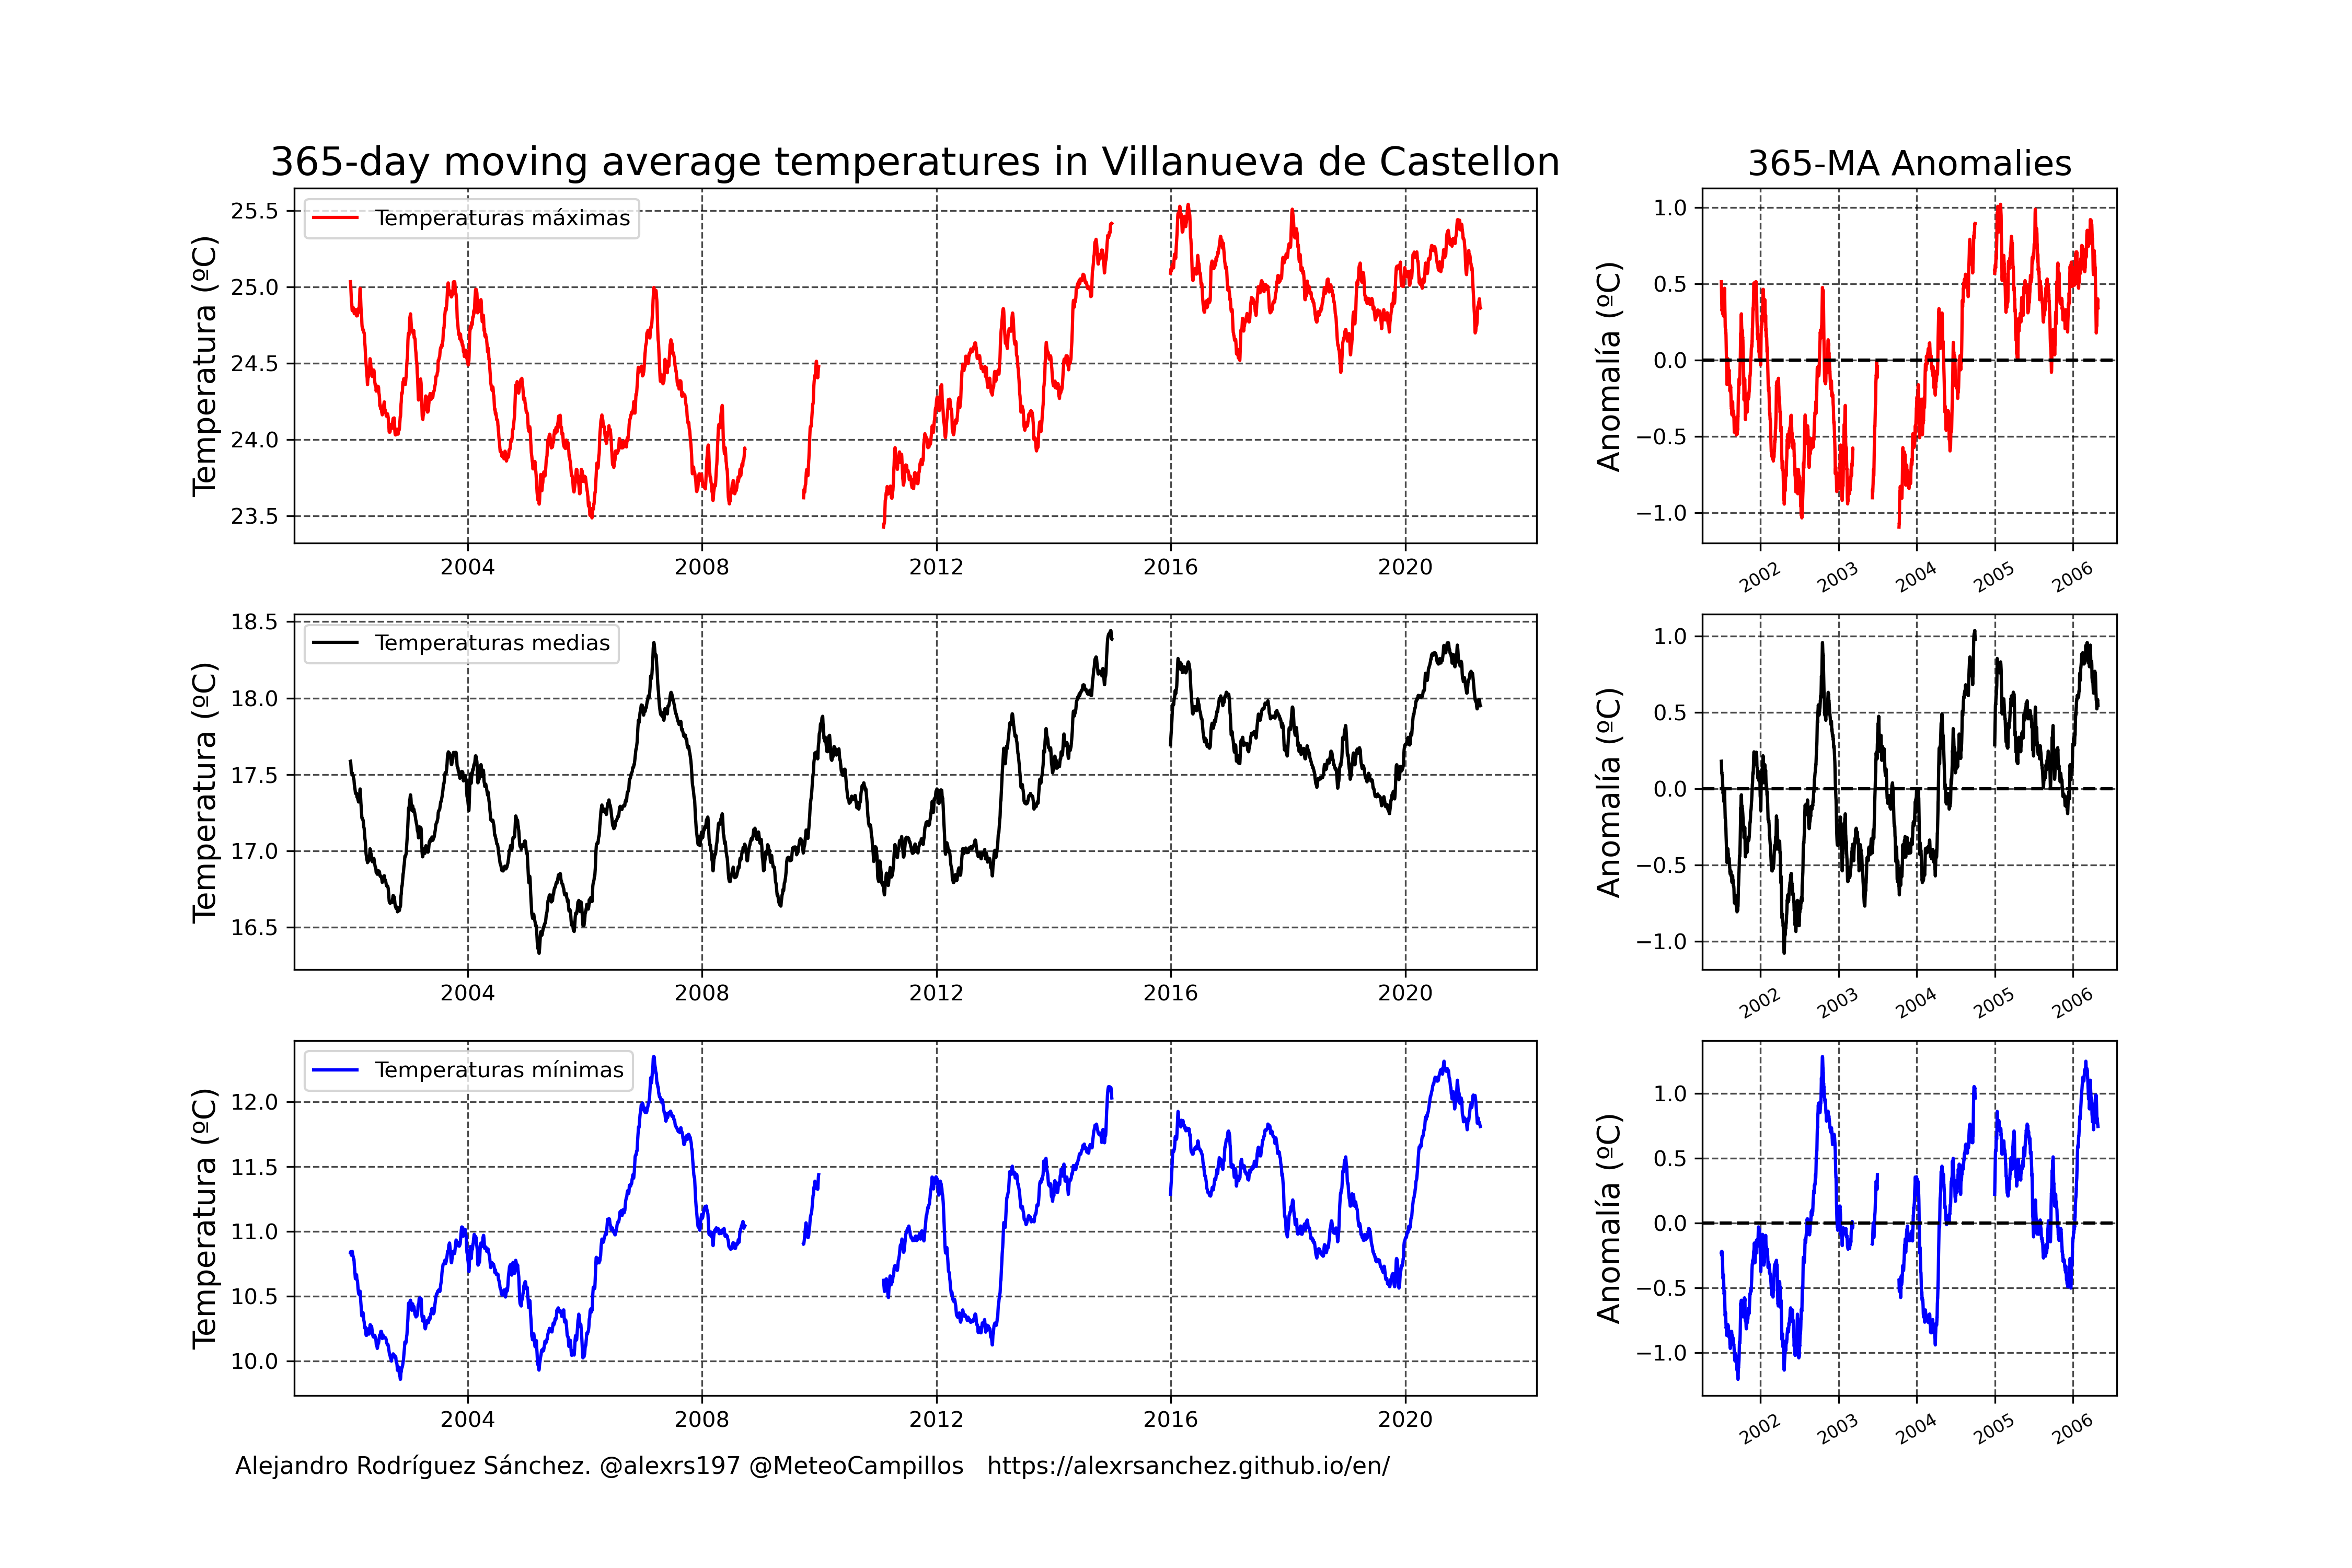 365-day moving average temperatures in Villanueva de Castellon
365-MA Anomalies
Temperaturas máximas
Temperatura (ºC)
25.5
25.0
24.5
24.0
23.5
2004 2008 2012 2016 2020
Anomalía (ºC)
1.0
0.5
0.0
−0.5
−1.0
2002 2003 2004 2005 2006
Temperaturas medias
Temperatura (ºC)
18.5
18.0
17.5
17.0
16.5
2004 2008 2012 2016 2020
Anomalía (ºC)
1.0
0.5
0.0
−0.5
−1.0
2002 2003 2004 2005 2006
Temperaturas mínimas
Temperatura (ºC)
12.0
11.5
11.0
10.5
10.0
2004 2008 2012 2016 2020
Anomalía (ºC)
1.0
0.5
0.0
−0.5
−1.0
2002 2003 2004 2005 2006
Alejandro Rodríguez Sánchez. @alexrs197 @MeteoCampillos https://alexrsanchez.github.io/en/